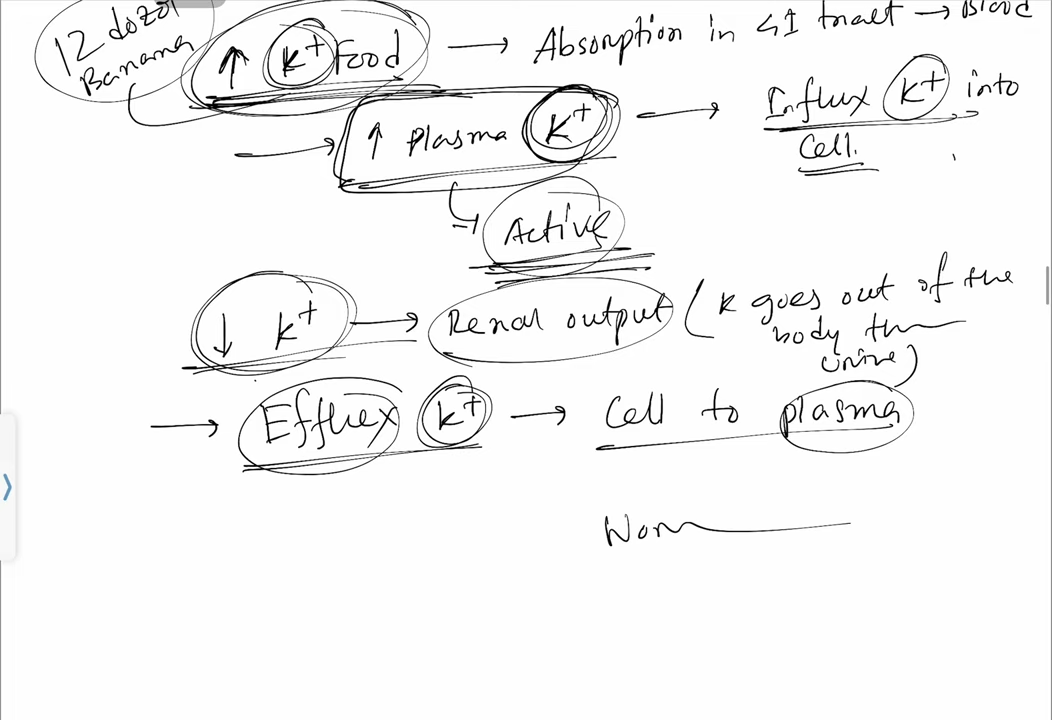 12 dozen
Banana
↑ K+ Food → Absorption in GI tract → Blood
→ ↑ Plasma K+ → Influx K+ into
Cell.
Active
↓ K+ → Renal output (K goes out of the
body thr
urine)
→ Efflux K+ → Cell to plasma
Norm